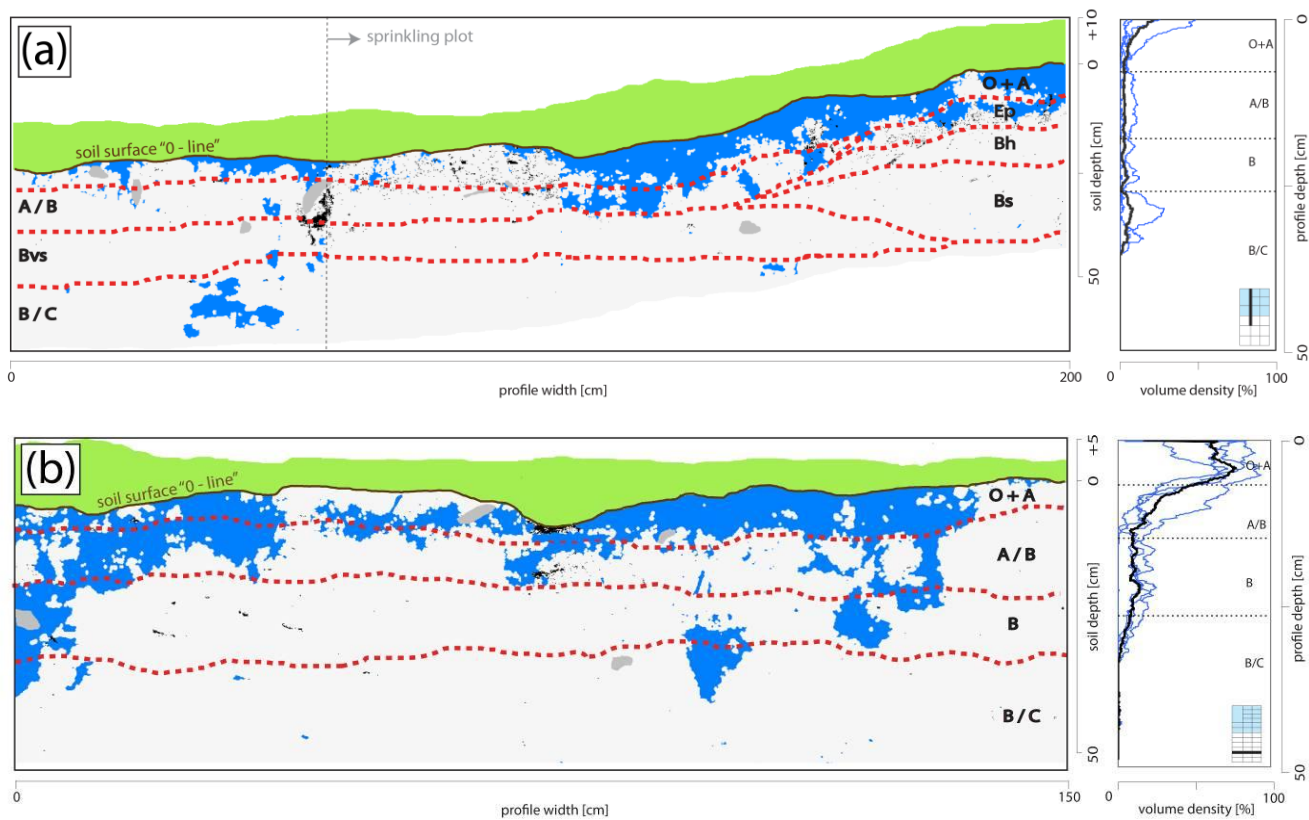 (a)
sprinkling plot
soil surface "0 - line"
O + A
Ep
Bh
Bs
A / B
Bvs
B / C
+10
0
50
soil depth [cm]
0
200
profile width [cm]
O+A
A/B
B
B/C
0
50
profile depth [cm]
0
100
volume density [%]
(b)
soil surface "0 - line"
O + A
A / B
B
B / C
+5
0
50
soil depth [cm]
0
150
profile width [cm]
O+A
A/B
B
B/C
0
50
profile depth [cm]
0
100
volume density [%]